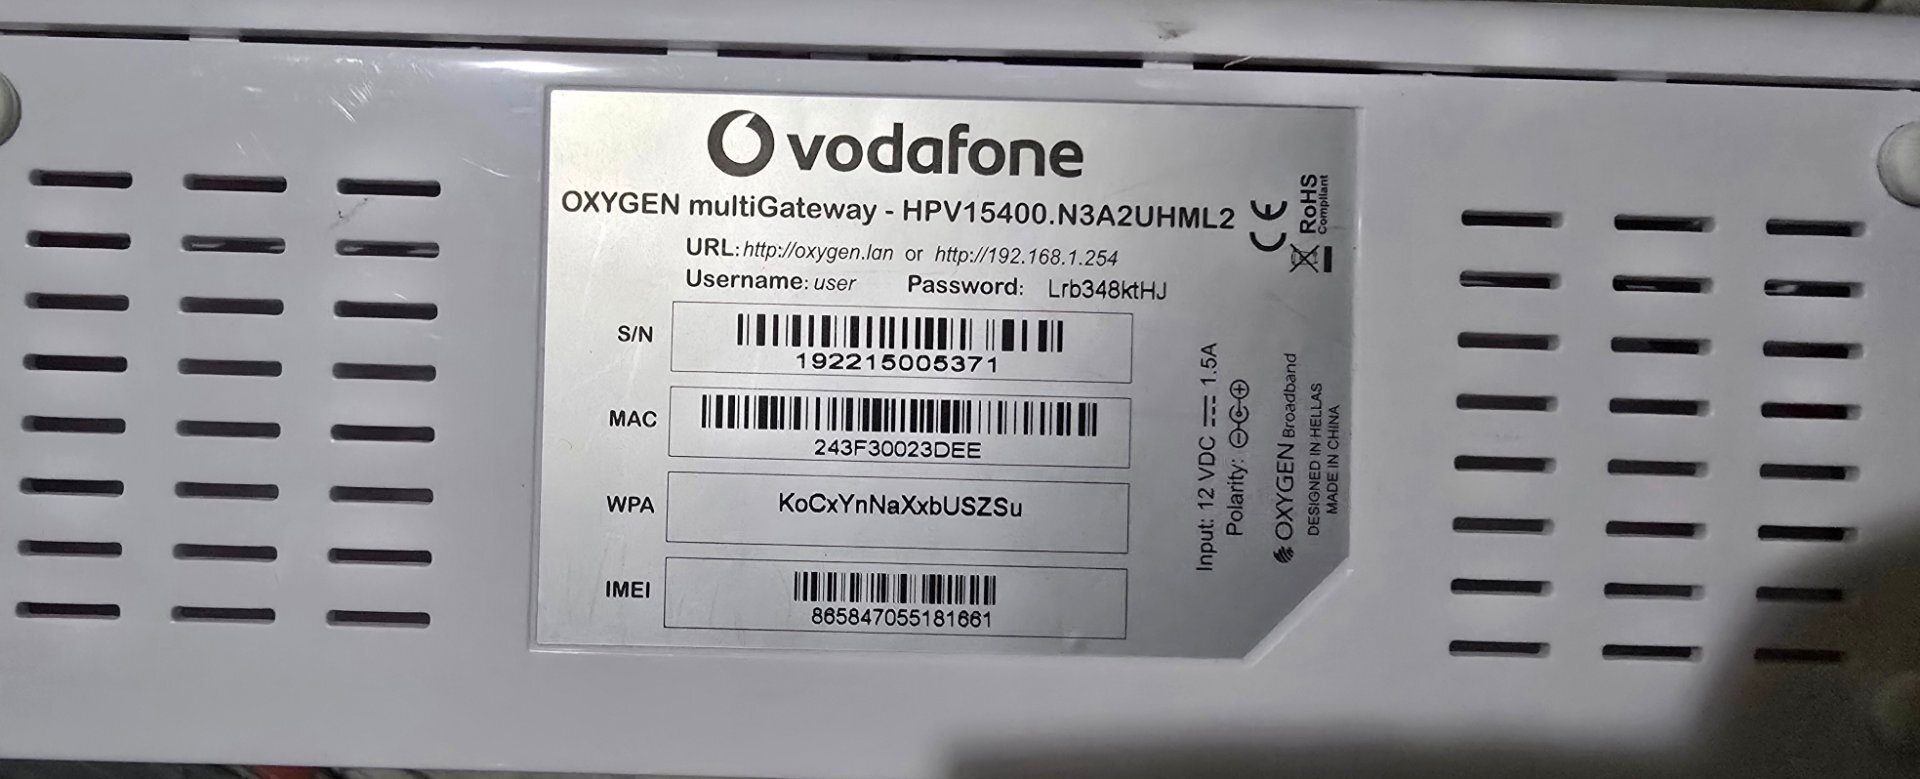 vodafone
OXYGEN multiGateway - HPV15400.N3A2UHML2
URL: http://oxygen.lan or http://192.168.1.254
Username: user Password: Lrb348ktHJ
S/N
192215005371
MAC
243F30023DEE
WPA
KoCxYnNaXxbUSZSu
IMEI
865847055181661
CE
RoHS
Compliant
Input: 12 VDC 1.5A
Polarity:
OXYGEN Broadband
DESIGNED IN HELLAS
MADE IN CHINA